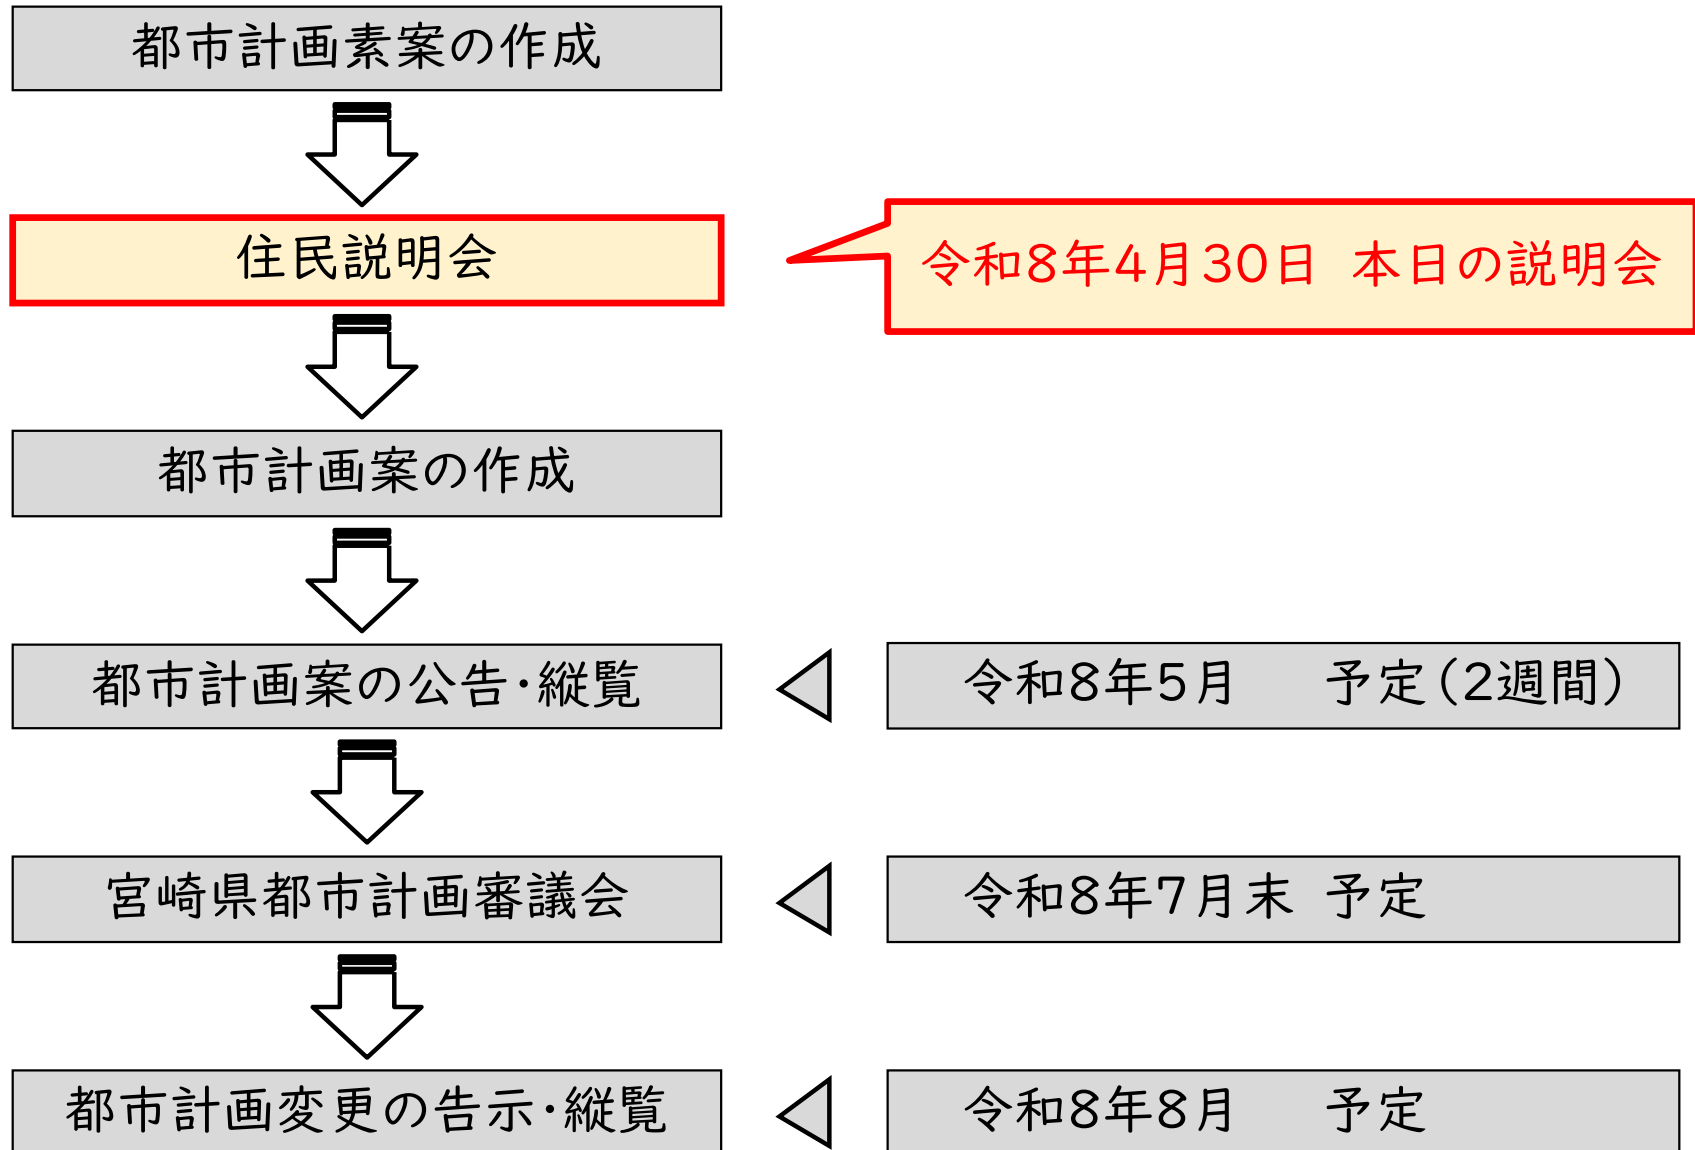 都市計画素案の作成
住民説明会
令和8年4月30日 本日の説明会
都市計画案の作成
都市計画案の公告・縦覧
令和8年5月 予定(2週間)
宮崎県都市計画審議会
令和8年7月末 予定
都市計画変更の告示・縦覧
令和8年8月 予定